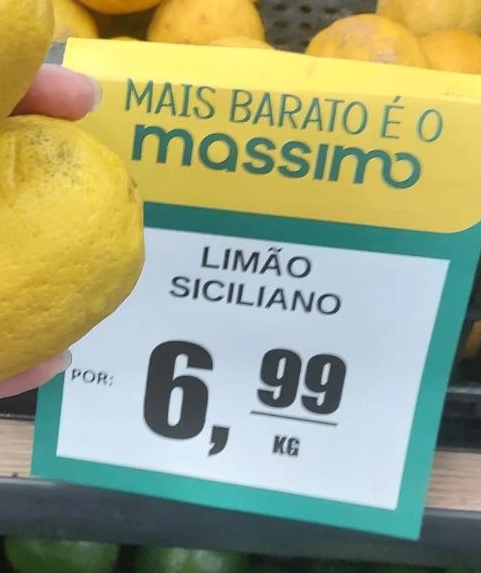 MAIS BARATO É O
massimo
LIMÃO
SICILIANO
POR: 6,99
KG